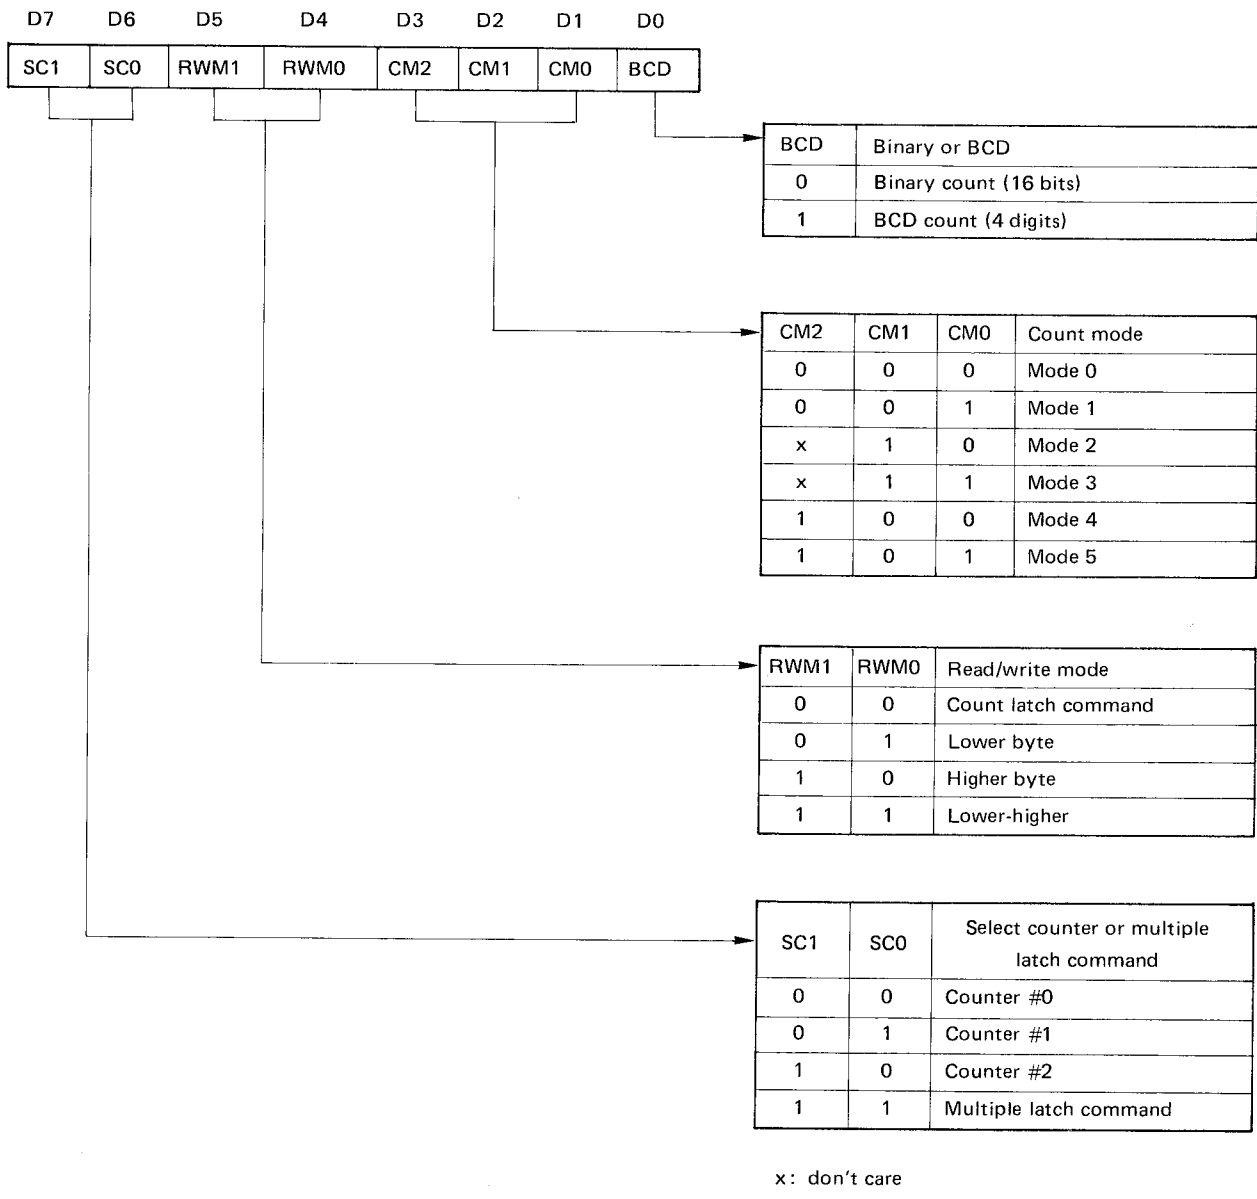 D7 D6 D5 D4 D3 D2 D1 D0
SC1 SC0 RWM1 RWM0 CM2 CM1 CM0 BCD
BCD Binary or BCD
0 Binary count (16 bits)
1 BCD count (4 digits)
CM2 CM1 CM0 Count mode
0 0 0 Mode 0
0 0 1 Mode 1
x 1 0 Mode 2
x 1 1 Mode 3
1 0 0 Mode 4
1 0 1 Mode 5
RWM1 RWM0 Read/write mode
0 0 Count latch command
0 1 Lower byte
1 0 Higher byte
1 1 Lower-higher
SC1 SC0 Select counter or multiple
latch command
0 0 Counter #0
0 1 Counter #1
1 0 Counter #2
1 1 Multiple latch command
x: don't care